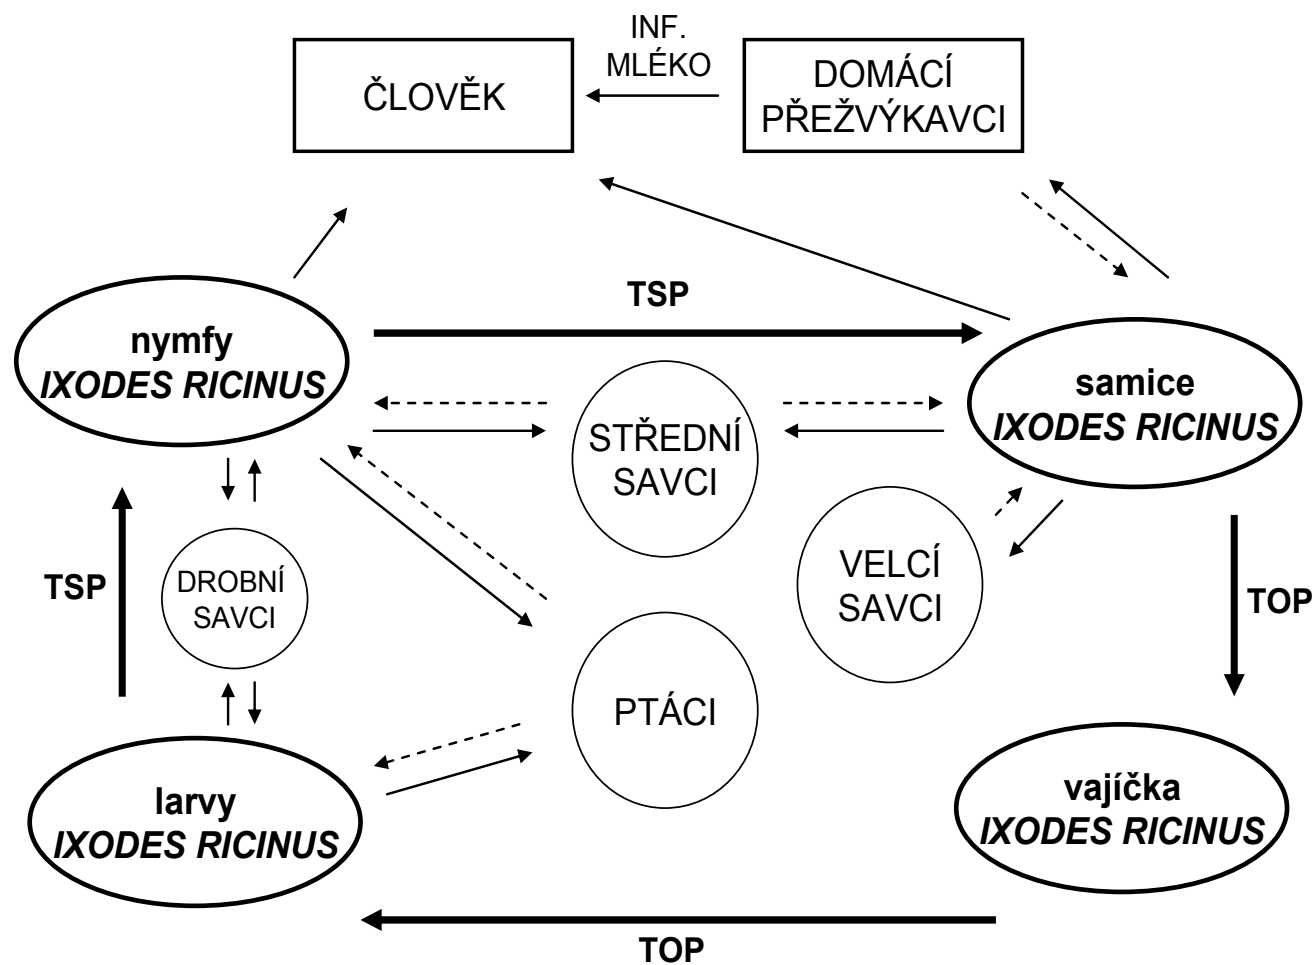 INF.
MLÉKO
ČLOVĚK
DOMÁCÍ
PŘEŽVÝKAVCI
TSP
nymfy
IXODES RICINUS
samice
IXODES RICINUS
STŘEDNÍ
SAVCI
VELCÍ
SAVCI
TSP
DROBNÍ
SAVCI
TOP
PTÁCI
larvy
IXODES RICINUS
vajíčka
IXODES RICINUS
TOP